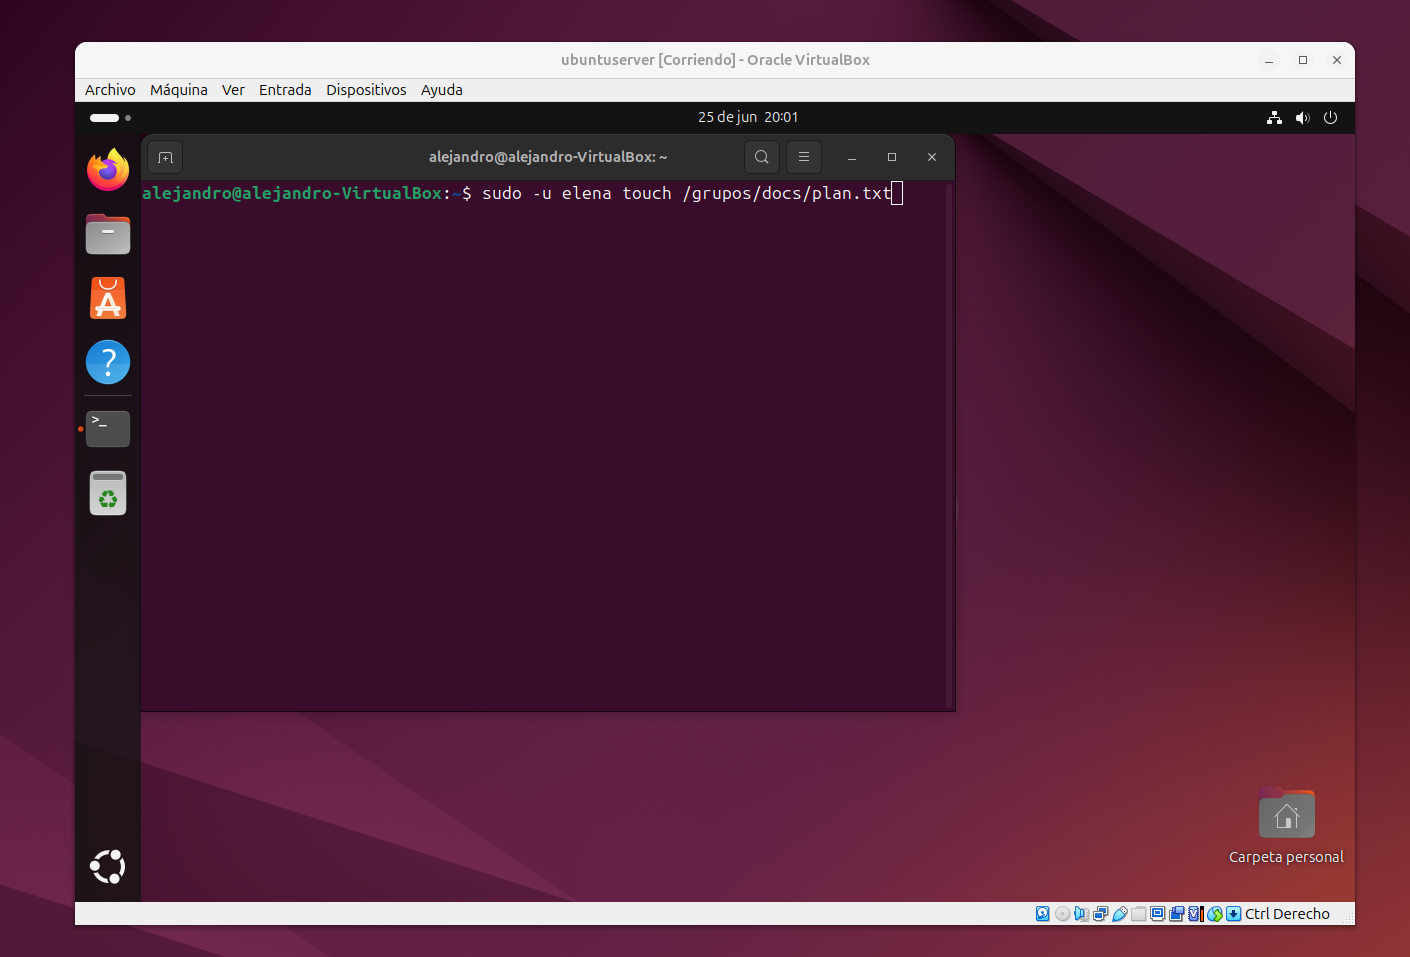 ubuntuserver [Corriendo] - Oracle VirtualBox
Archivo Máquina Ver Entrada Dispositivos Ayuda
25 de jun 20:01
alejandro@alejandro-VirtualBox: ~
alejandro@alejandro-VirtualBox:~$ sudo -u elena touch /grupos/docs/plan.txt
Carpeta personal
Ctrl Derecho